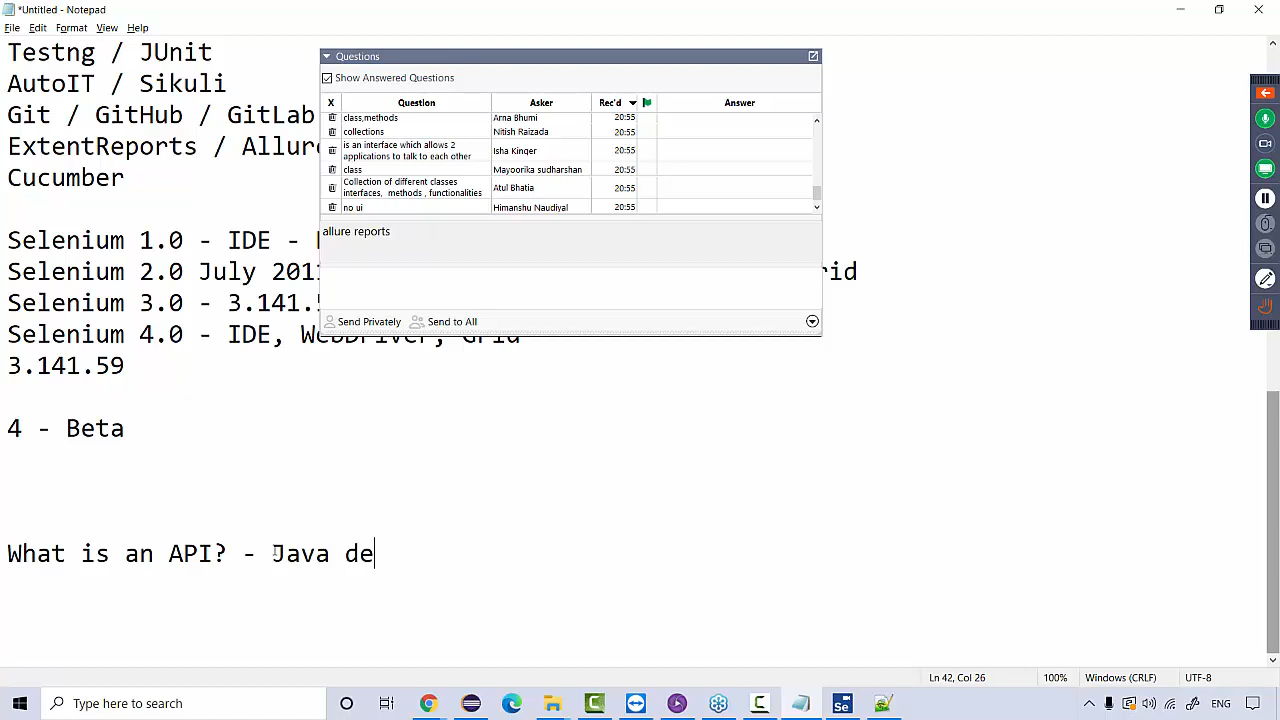 *Untitled - Notepad
File Edit Format View Help
Testng / JUnit
AutoIT / Sikuli
Git / GitHub / GitLab
ExtentReports / Allure
Cucumber
Selenium 1.0 - IDE -
Selenium 2.0 July 2011
rid
Selenium 3.0 - 3.141.5
Selenium 4.0 - IDE, WebDriver, Grid
3.141.59
4 - Beta
What is an API? - Java de
Questions
Show Answered Questions
X Question Asker Rec'd Answer
class,methods Arna Bhumi 20:55
collections Nitish Raizada 20:55
is an interface which allows 2
applications to talk to each other Isha Kinger 20:55
class Mayoorika sudharshan 20:55
Collection of different classes
interfaces, methods , functionalities Atul Bhatia 20:55
no ui Himanshu Naudiyal 20:55
allure reports
Send Privately Send to All
Ln 42, Col 26 100% Windows (CRLF) UTF-8
Type here to search
Se
ENG